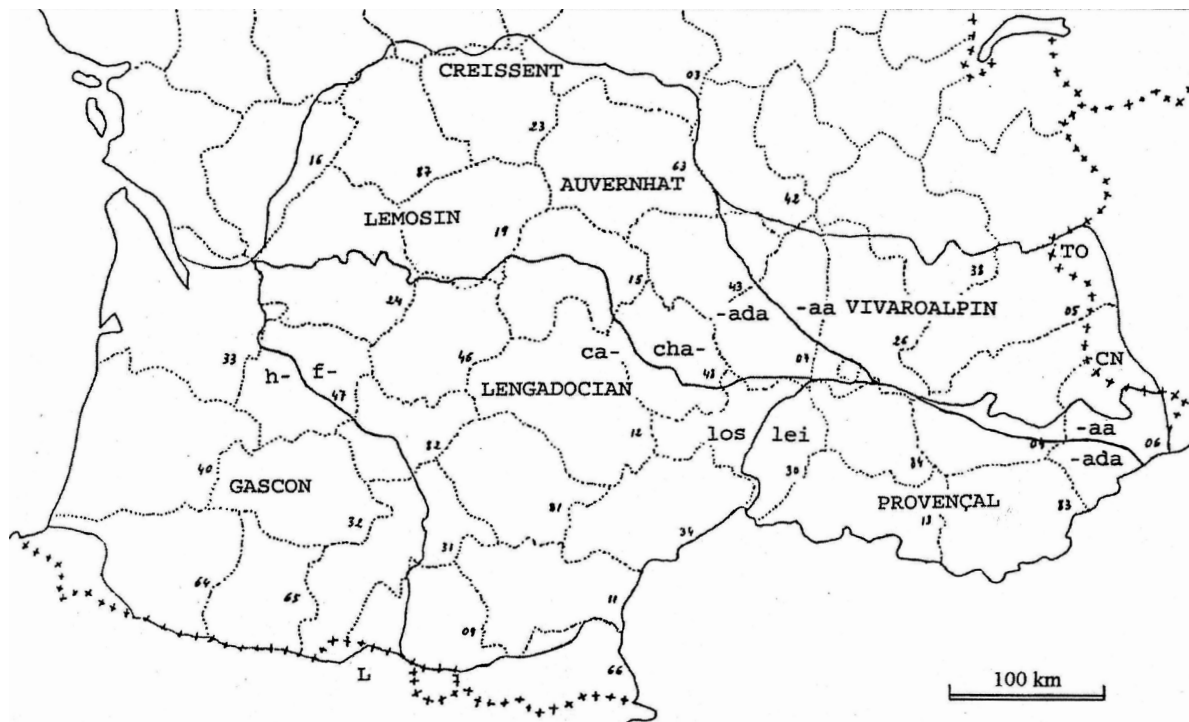 CREISSENT
03
23
16
87
63
AUVERNHAT
42
LEMOSIN
19
TO
38
15
43
24
-ada
-aa
VIVAROALPIN
05
26
33
46
ca-
cha-
07
CN
h-
f-
48
47
LENGADOCIAN
los
lei
12
-aa
82
04
06
40
30
84
-ada
GASCON
PROVENÇAL
83
32
81
13
34
31
64
65
11
09
L
66
100 km